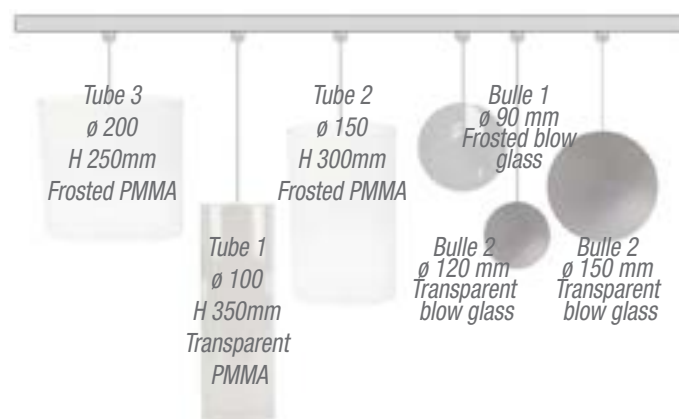 Tube 3
ø 200
H 250mm
Frosted PMMA
Tube 1
ø 100
H 350mm
Transparent
PMMA
Tube 2
ø 150
H 300mm
Frosted PMMA
Bulle 1
ø 90 mm
Frosted blow
glass
Bulle 2
ø 120 mm
Transparent
blow glass
Bulle 2
ø 150 mm
Transparent
blow glass